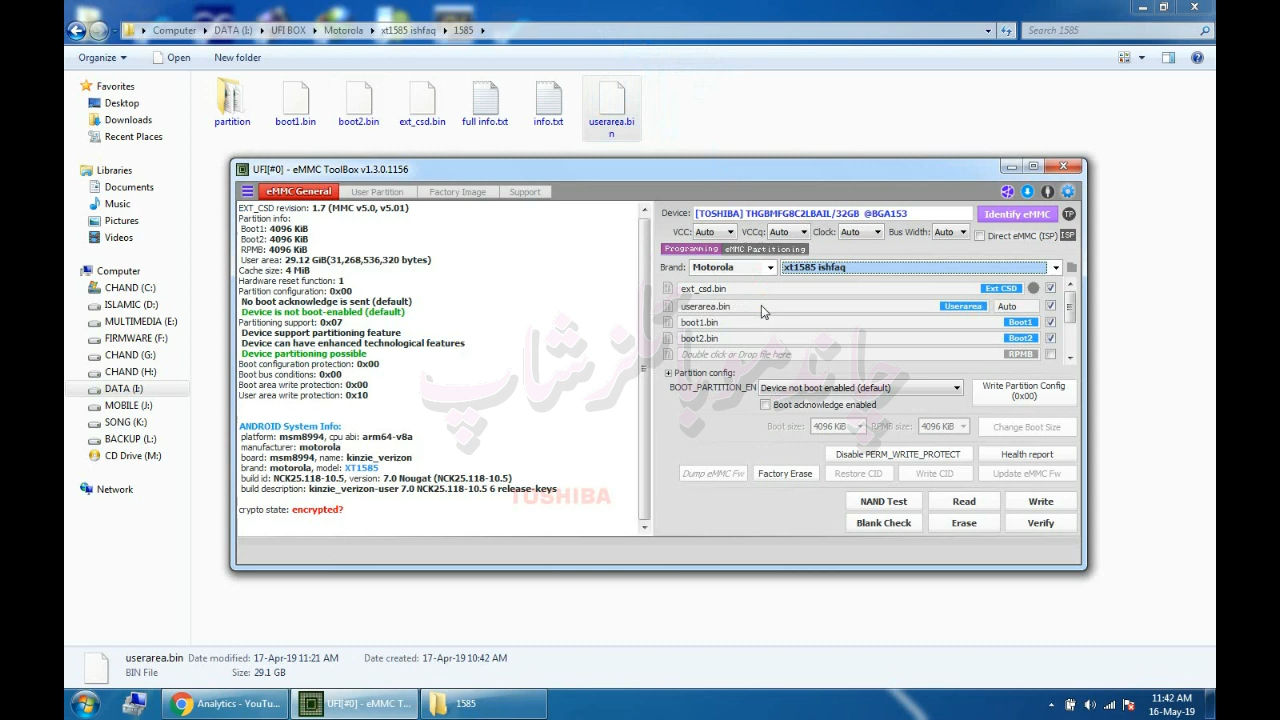 Computer ▸ DATA (I:) ▸ UFI BOX ▸ Motorola ▸ xt1585 ishfaq ▸ 1585 ▸
Search 1585
Organize ▾ Open New folder
Favorites
Desktop
Downloads
Recent Places
Libraries
Documents
Music
Pictures
Videos
Computer
CHAND (C:)
ISLAMIC (D:)
MULTIMEDIA (E:)
FIRMWARE (F:)
CHAND (G:)
CHAND (H:)
DATA (I:)
MOBILE (J:)
SONG (K:)
BACKUP (L:)
CD Drive (M:)
Network
partition boot1.bin boot2.bin ext_csd.bin full info.txt info.txt userarea.bi
n
UFI[#0] - eMMC ToolBox v1.3.0.1156
eMMC General User Partition Factory Image Support
EXT_CSD revision: 1.7 (MMC v5.0, v5.01)
Partition info:
Boot1: 4096 KiB
Boot2: 4096 KiB
RPMB: 4096 KiB
User area: 29.12 GiB(31,268,536,320 bytes)
Cache size: 4 MiB
Hardware reset function: 1
Partition configuration: 0x00
No boot acknowledge is sent (default)
Device is not boot-enabled (default)
Partitioning support: 0x07
Device support partitioning feature
Device can have enhanced technological features
Device partitioning possible
Boot configuration protection: 0x00
Boot bus conditions: 0x00
Boot area write protection: 0x00
User area write protection: 0x10
ANDROID System Info:
platform: msm8994, cpu abi: arm64-v8a
manufacturer: motorola
board: msm8994, name: kinzie_verizon
brand: motorola, model: XT1585
build id: NCK25.118-10.5, version: 7.0 Nougat (NCK25.118-10.5)
build description: kinzie_verizon-user 7.0 NCK25.118-10.5 6 release-keys
crypto state: encrypted?
TOSHIBA
Device: [TOSHIBA] THGBMFG8C2LBAIL/32GB @BGA153 Identify eMMC TP
VCC: Auto VCCq: Auto Clock: Auto Bus Width: Auto Direct eMMC (ISP) ISP
Programming eMMC Partitioning
Brand: Motorola xt1585 ishfaq
ext_csd.bin Ext CSD
userarea.bin Userarea Auto
boot1.bin Boot1
boot2.bin Boot2
Double click or Drop file here RPMB
Partition config:
BOOT_PARTITION_EN Device not boot enabled (default) Write Partition Config
(0x00)
Boot acknowledge enabled
Boot size: 4096 KiB RPMB size: 4096 KiB Change Boot Size
Disable PERM_WRITE_PROTECT Health report
Dump eMMC Fw Factory Erase Restore CID Write CID Update eMMC Fw
NAND Test Read Write
Blank Check Erase Verify
چاند موبائلز شاپ
userarea.bin Date modified: 17-Apr-19 11:21 AM Date created: 17-Apr-19 10:42 AM
BIN File Size: 29.1 GB
Analytics - YouTu... UFI[#0] - eMMC T... 1585
11:42 AM
16-May-19